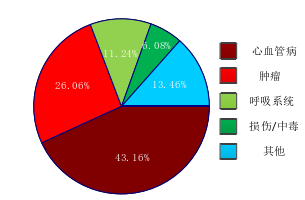 11.24%
6.08%
26.06%
13.46%
43.16%
心血管病
肿瘤
呼吸系统
损伤/中毒
其他